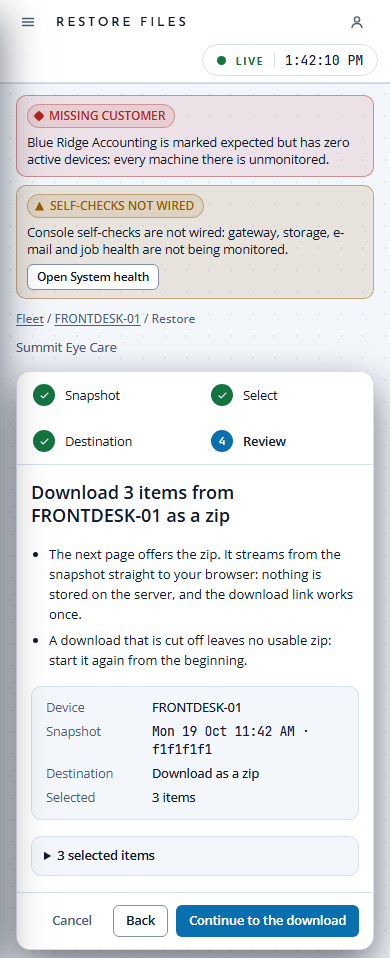 RESTORE FILES
LIVE 1:42:10 PM
MISSING CUSTOMER
Blue Ridge Accounting is marked expected but has zero
active devices: every machine there is unmonitored.
SELF-CHECKS NOT WIRED
Console self-checks are not wired: gateway, storage, e-
mail and job health are not being monitored.
Open System health
Fleet / FRONTDESK-01 / Restore
Summit Eye Care
Snapshot
Select
Destination
4 Review
Download 3 items from
FRONTDESK-01 as a zip
• The next page offers the zip. It streams from the
snapshot straight to your browser: nothing is
stored on the server, and the download link works
once.
• A download that is cut off leaves no usable zip:
start it again from the beginning.
Device FRONTDESK-01
Snapshot Mon 19 Oct 11:42 AM ·
f1f1f1f1
Destination Download as a zip
Selected 3 items
3 selected items
Cancel Back Continue to the download